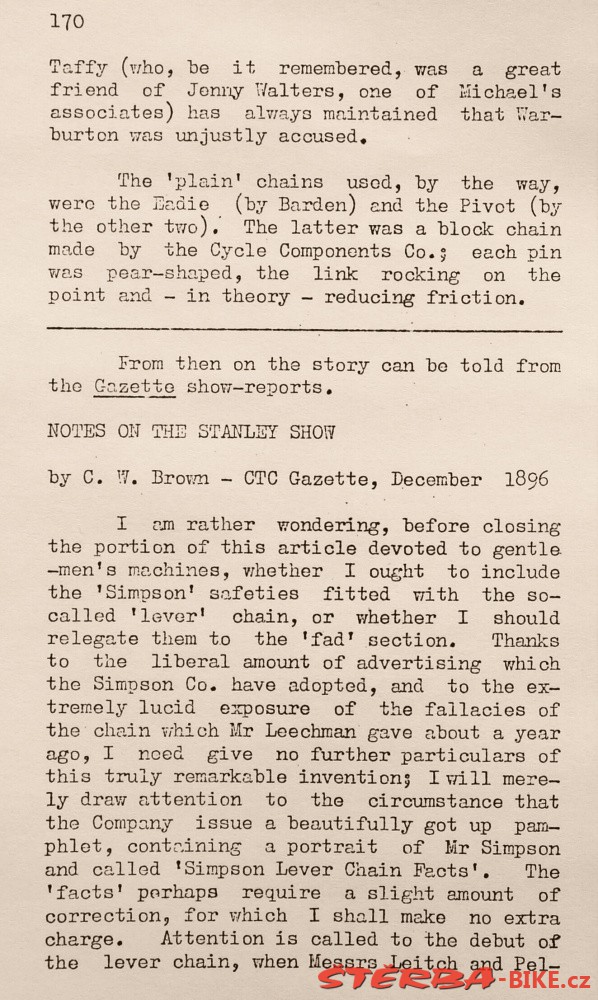 170
Taffy (who, be it remembered, was a great
friend of Jenny Walters, one of Michael's
associates) has always maintained that War-
burton was unjustly accused.
The 'plain' chains used, by the way,
were the Eadie (by Barden) and the Pivot (by
the other two). The latter was a block chain
made by the Cycle Components Co.; each pin
was pear-shaped, the link rocking on the
point and - in theory - reducing friction.
From then on the story can be told from
the Gazette show-reports.
NOTES ON THE STANLEY SHOW
by C. W. Brown - CTC Gazette, December 1896
I am rather wondering, before closing
the portion of this article devoted to gentle
-men's machines, whether I ought to include
the 'Simpson' safeties fitted with the so-
called 'lever' chain, or whether I should
relegate them to the 'fad' section. Thanks
to the liberal amount of advertising which
the Simpson Co. have adopted, and to the ex-
tremely lucid exposure of the fallacies of
the chain which Mr Leechman gave about a year
ago, I need give no further particulars of
this truly remarkable invention; I will mere-
ly draw attention to the circumstance that
the Company issue a beautifully got up pam-
phlet, containing a portrait of Mr Simpson
and called 'Simpson Lever Chain Facts'. The
'facts' perhaps require a slight amount of
correction, for which I shall make no extra
charge. Attention is called to the debut of
the lever chain, when Messrs Leitch and Pel-
STERBA-BIKE.cz